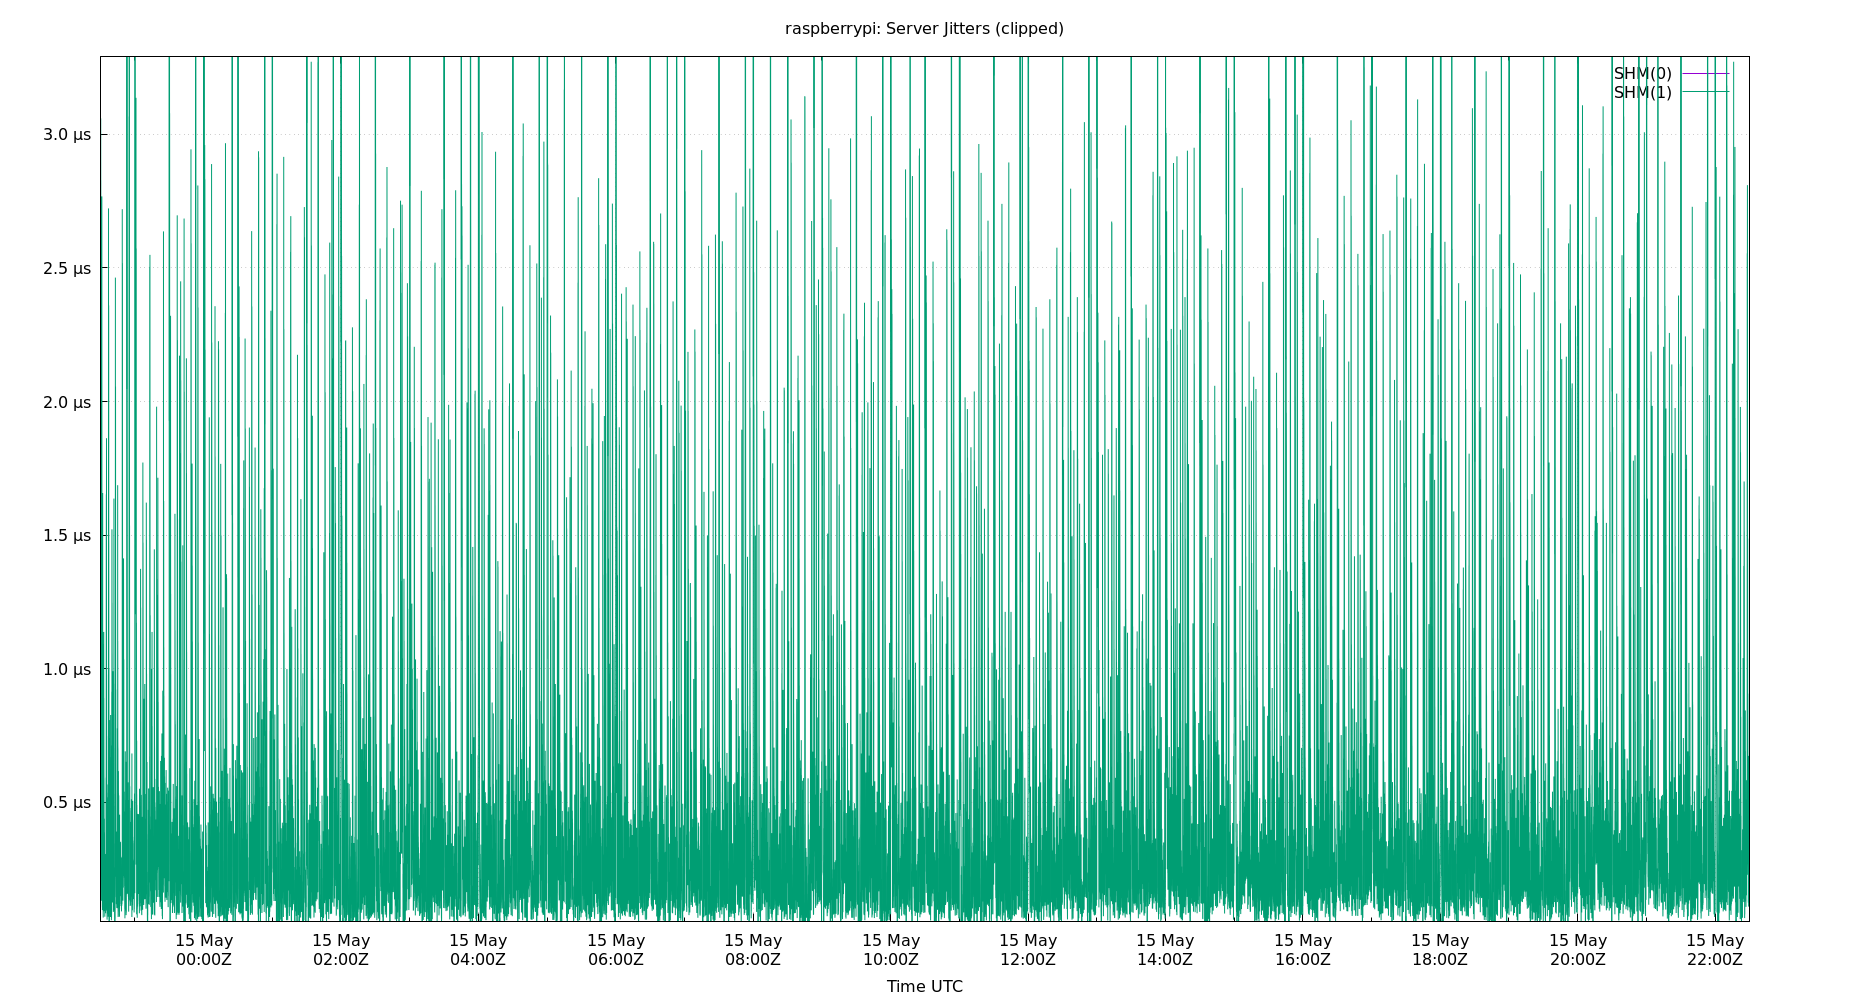 raspberrypi: Server Jitters (clipped)
SHM(0)
SHM(1)
3.0 µs
2.5 µs
2.0 µs
1.5 µs
1.0 µs
0.5 µs
15 May 15 May 15 May 15 May 15 May 15 May 15 May 15 May 15 May 15 May 15 May 15 May
00:00Z 02:00Z 04:00Z 06:00Z 08:00Z 10:00Z 12:00Z 14:00Z 16:00Z 18:00Z 20:00Z 22:00Z
Time UTC